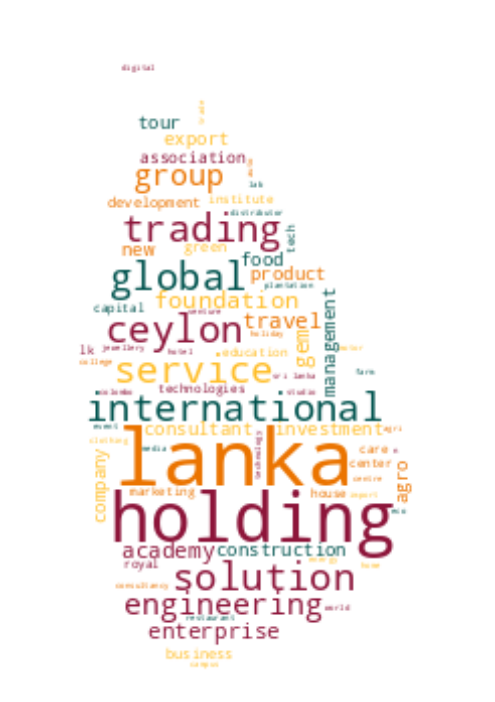 digital
tour
export
association
group
lab
development institute
distributor
trading
tech
new green
food
global product
plantation
foundation
capital venture
ceylon travel
holiday
management
gem
lk jewellery hotel education
college
service sri lanka farm
technologies
colombo studio
international
event consultant investment agri
clothing
media technology care
lanka center
centre
company agro
marketing house import
holding eco
academy construction
royal energy home
solution
consultancy
engineering world
restaurant
enterprise
business
campus